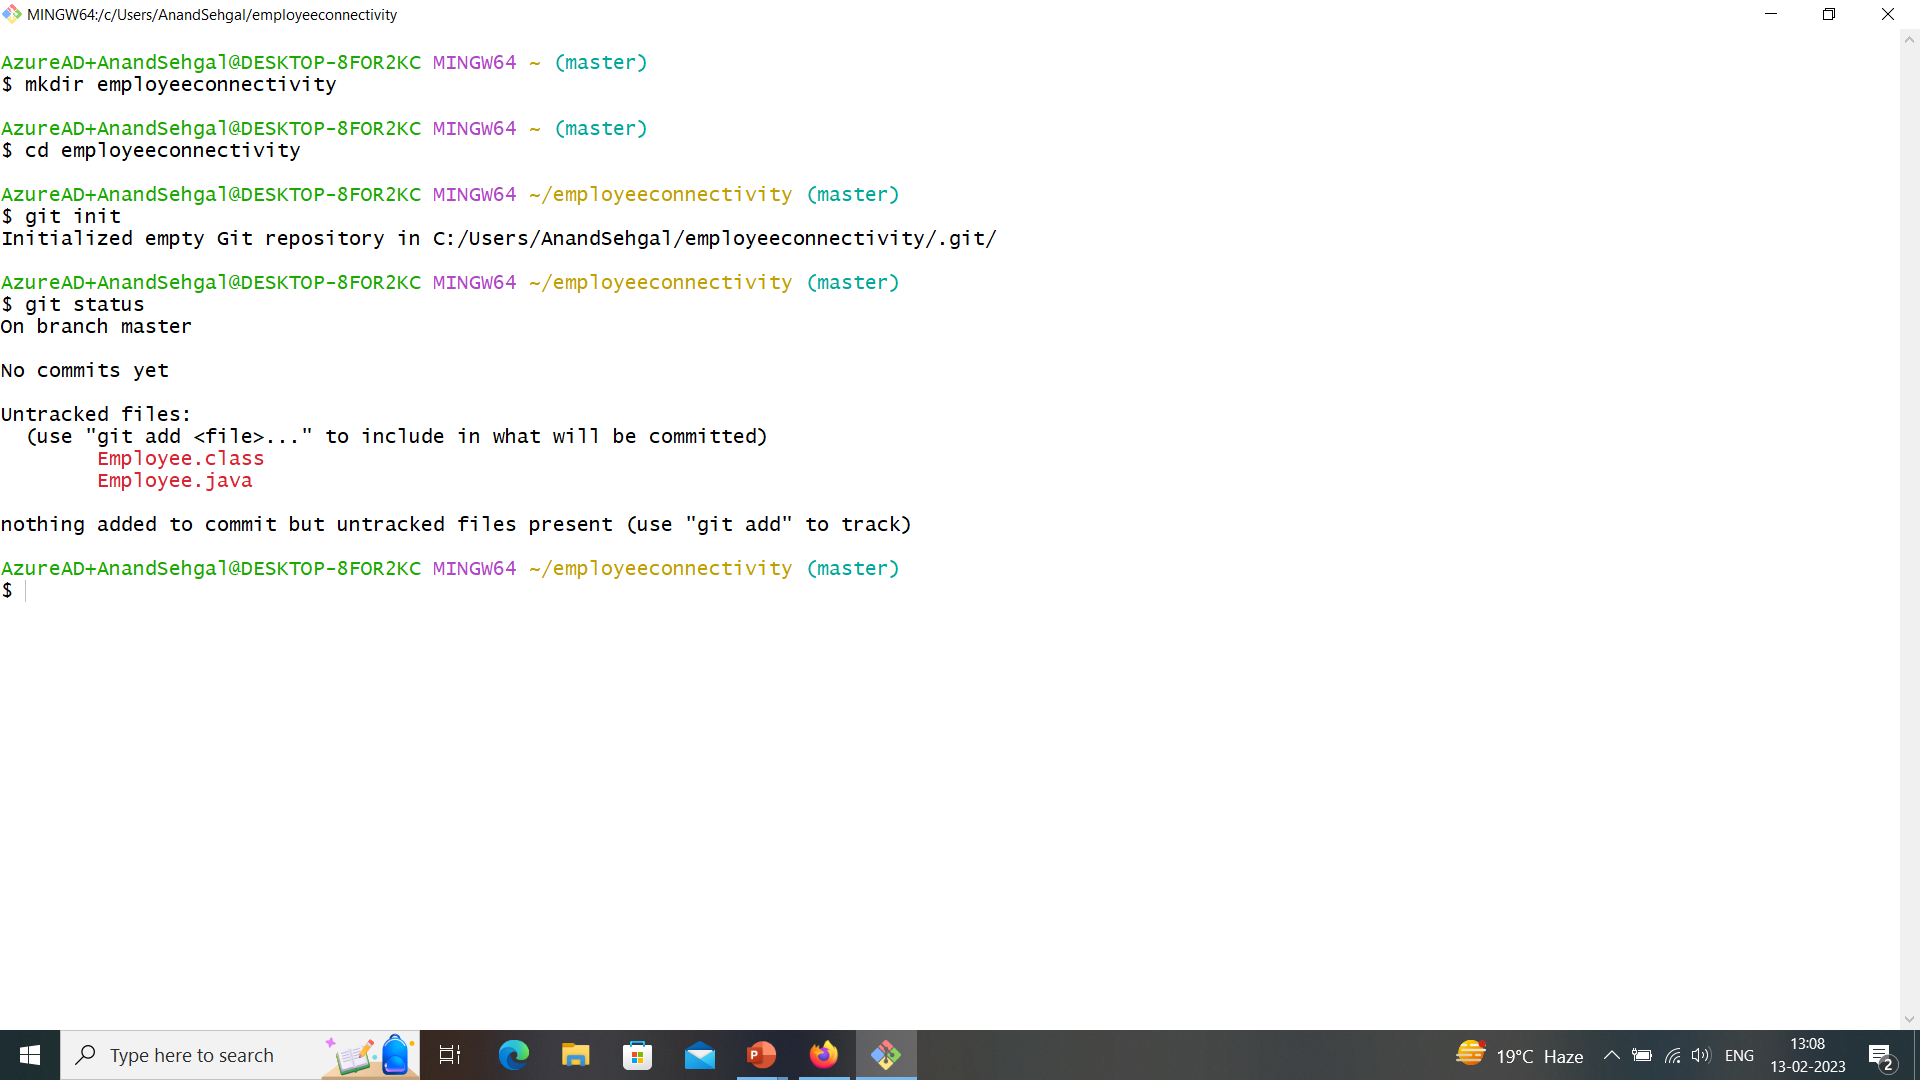 MINGW64:/c/Users/AnandSehgal/employeeconnectivity
AzureAD+AnandSehgal@DESKTOP-8FOR2KC MINGW64 ~ (master)
$ mkdir employeeconnectivity
AzureAD+AnandSehgal@DESKTOP-8FOR2KC MINGW64 ~ (master)
$ cd employeeconnectivity
AzureAD+AnandSehgal@DESKTOP-8FOR2KC MINGW64 ~/employeeconnectivity (master)
$ git init
Initialized empty Git repository in C:/Users/AnandSehgal/employeeconnectivity/.git/
AzureAD+AnandSehgal@DESKTOP-8FOR2KC MINGW64 ~/employeeconnectivity (master)
$ git status
On branch master
No commits yet
Untracked files:
(use "git add <file>..." to include in what will be committed)
Employee.class
Employee.java
nothing added to commit but untracked files present (use "git add" to track)
AzureAD+AnandSehgal@DESKTOP-8FOR2KC MINGW64 ~/employeeconnectivity (master)
$
Type here to search
P
19°C Haze
ENG
13:08
13-02-2023
2